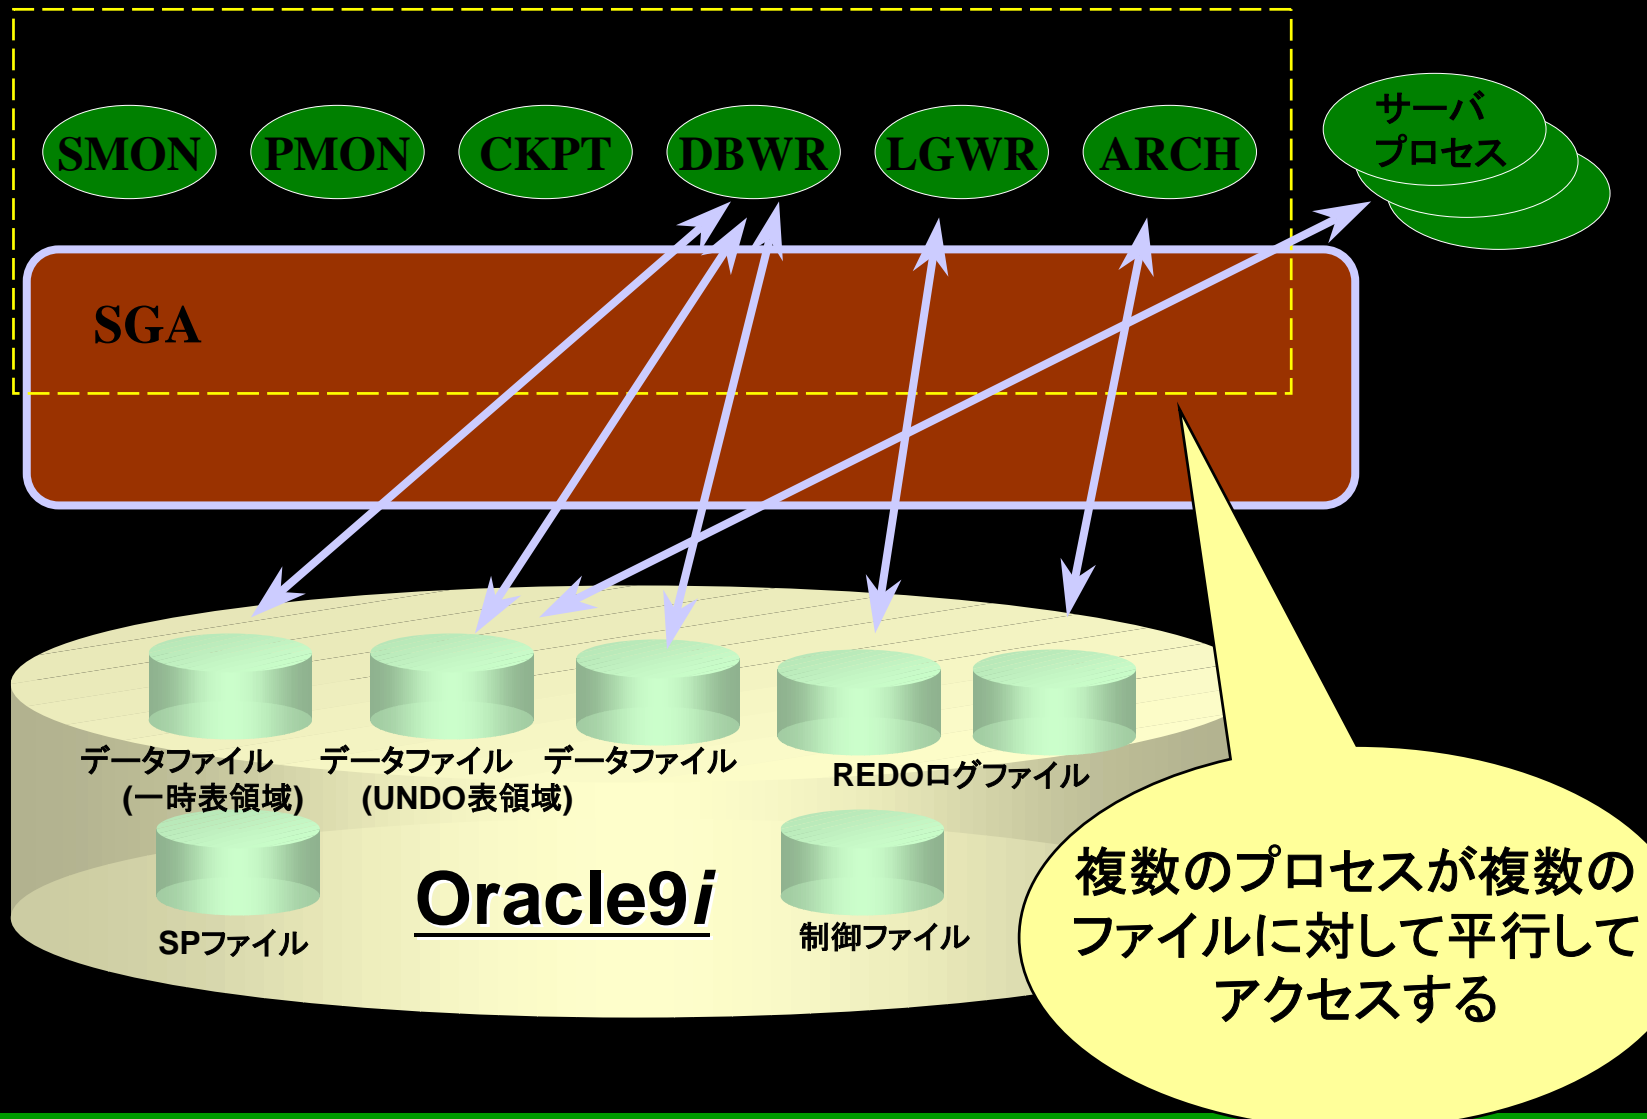 SMON
PMON
CKPT
DBWR
LGWR
ARCH
サーバ
プロセス
SGA
データファイル
(一時表領域)
データファイル
(UNDO表領域)
データファイル
REDOログファイル
SPファイル
Oracle9i
制御ファイル
複数のプロセスが複数の
ファイルに対して平行して
アクセスする